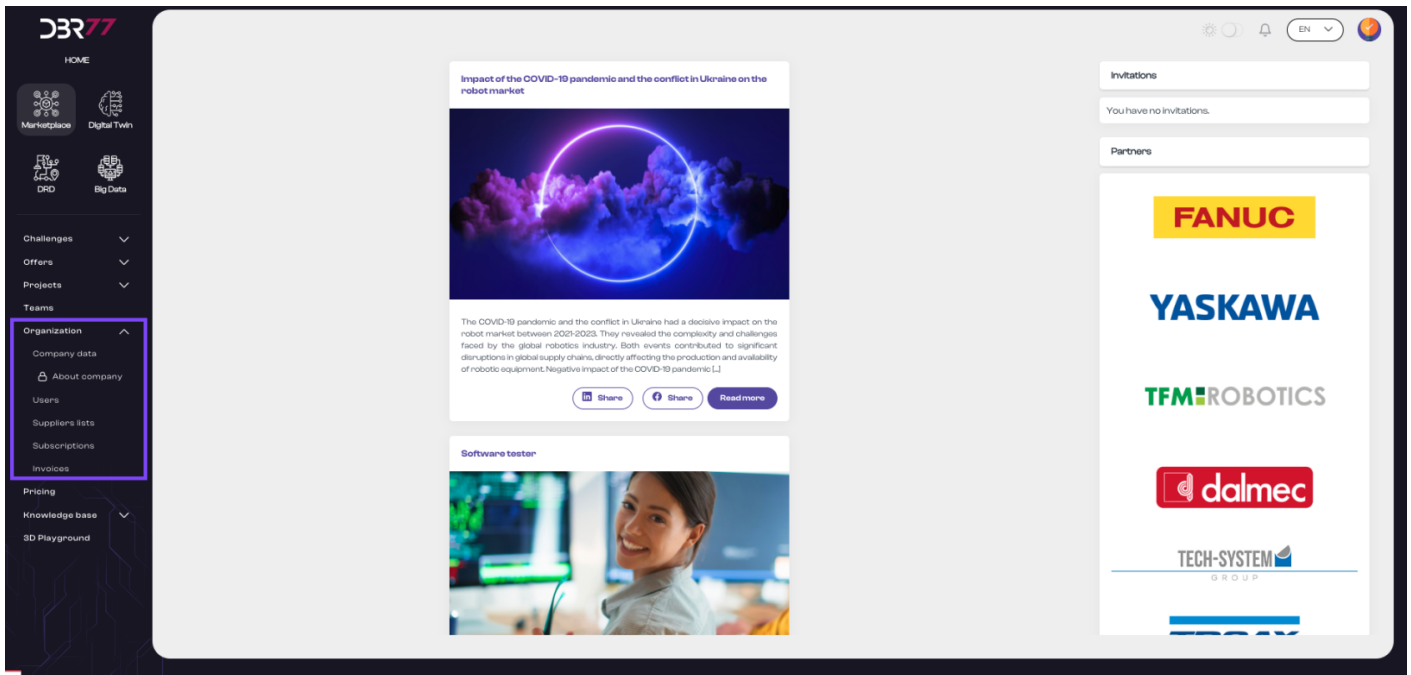 DBR77
HOME
Marketplace
Digital Twin
DRD
Big Data
Challenges
Offers
Projects
Teams
Organization
Company data
About company
Users
Suppliers lists
Subscriptions
Invoices
Pricing
Knowledge base
3D Playground
EN
Impact of the COVID-19 pandemic and the conflict in Ukraine on the
robot market
The COVID-19 pandemic and the conflict in Ukraine had a decisive impact on the
robot market between 2021-2023. They revealed the complexity and challenges
faced by the global robotics industry. Both events contributed to significant
disruptions in global supply chains, directly affecting the production and availability
of robotic equipment. Negative impact of the COVID-19 pandemic [...]
Share
Share
Read more
Software tester
Invitations
You have no invitations.
Partners
FANUC
YASKAWA
TFM ROBOTICS
dalmec
TECH-SYSTEM
GROUP